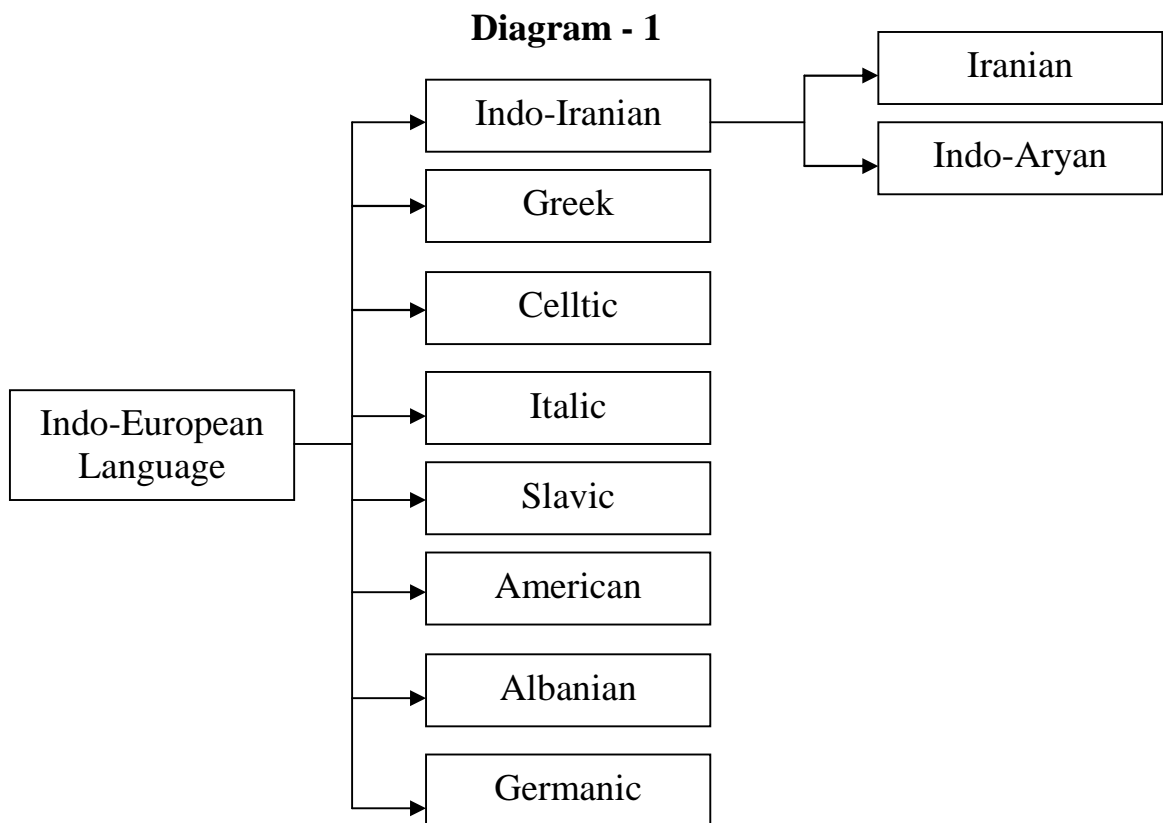 Diagram - 1
Iranian
Indo-Iranian
Indo-Aryan
Greek
Celltic
Italic
Indo-European
Language
Slavic
American
Albanian
Germanic